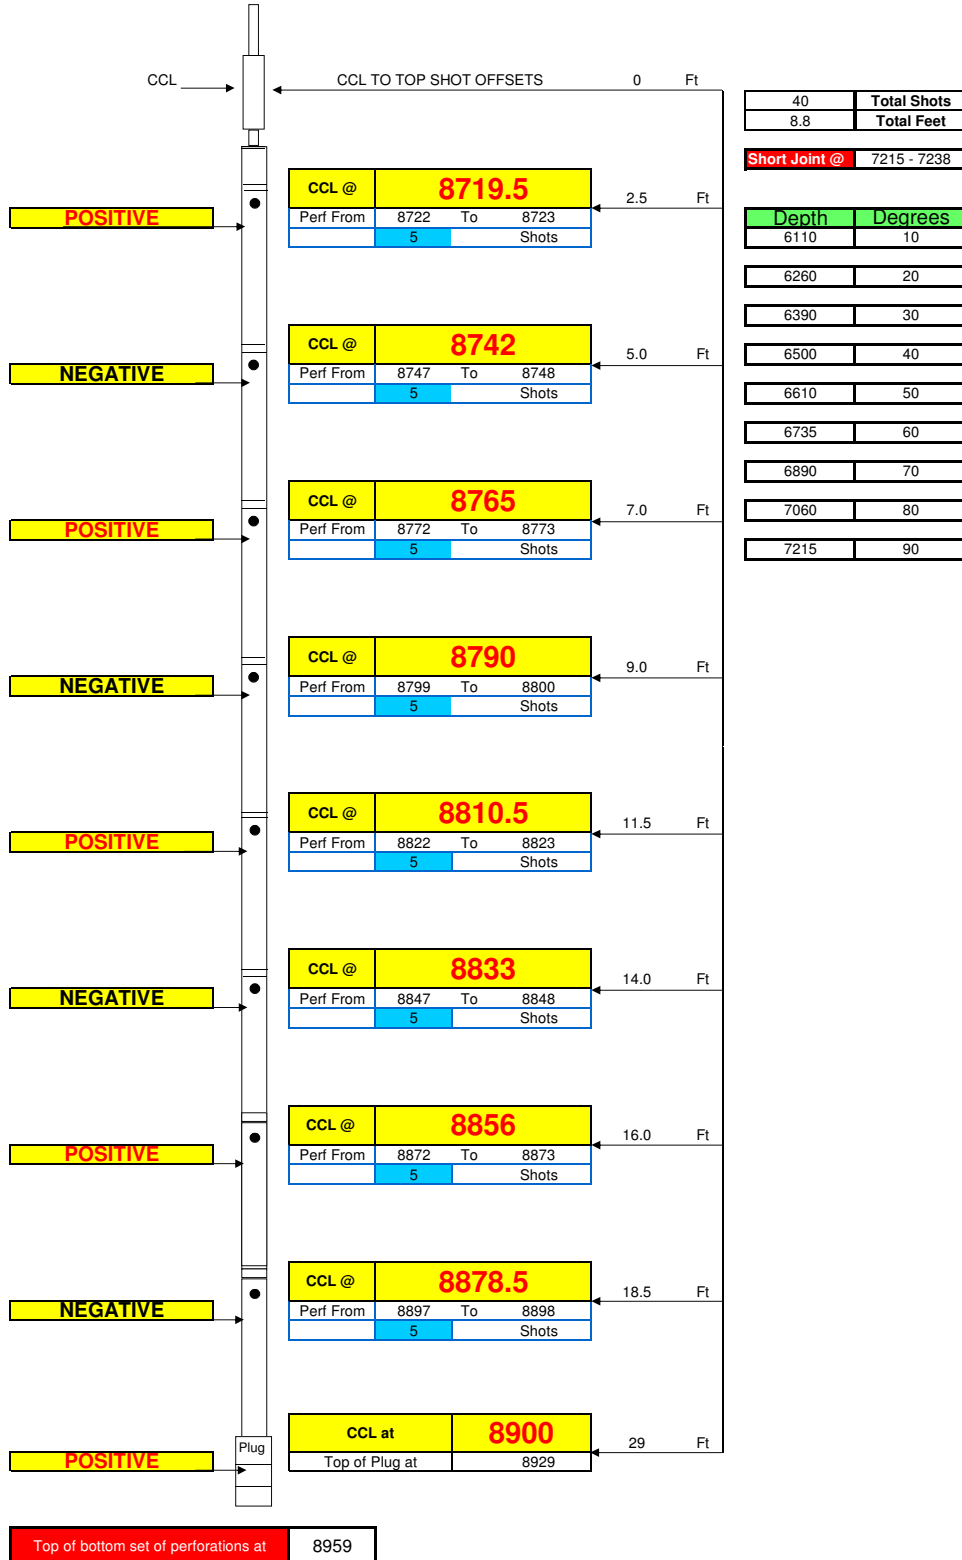 CCL CCL TO TOP SHOT OFFSETS 0 Ft
40 Total Shots
8.8 Total Feet
Short Joint @ 7215 - 7238
CCL @ 8719.5 2.5 Ft
POSITIVE Perf From 8722 To 8723
5 Shots
Depth Degrees
6110 10
6260 20
6390 30
6500 40
6610 50
6735 60
6890 70
7060 80
7215 90
CCL @ 8742 5.0 Ft
NEGATIVE Perf From 8747 To 8748
5 Shots
CCL @ 8765 7.0 Ft
POSITIVE Perf From 8772 To 8773
5 Shots
CCL @ 8790 9.0 Ft
NEGATIVE Perf From 8799 To 8800
5 Shots
CCL @ 8810.5 11.5 Ft
POSITIVE Perf From 8822 To 8823
5 Shots
CCL @ 8833 14.0 Ft
NEGATIVE Perf From 8847 To 8848
5 Shots
CCL @ 8856 16.0 Ft
POSITIVE Perf From 8872 To 8873
5 Shots
CCL @ 8878.5 18.5 Ft
NEGATIVE Perf From 8897 To 8898
5 Shots
Plug CCL at 8900 29 Ft
POSITIVE Top of Plug at 8929
Top of bottom set of perforations at 8959